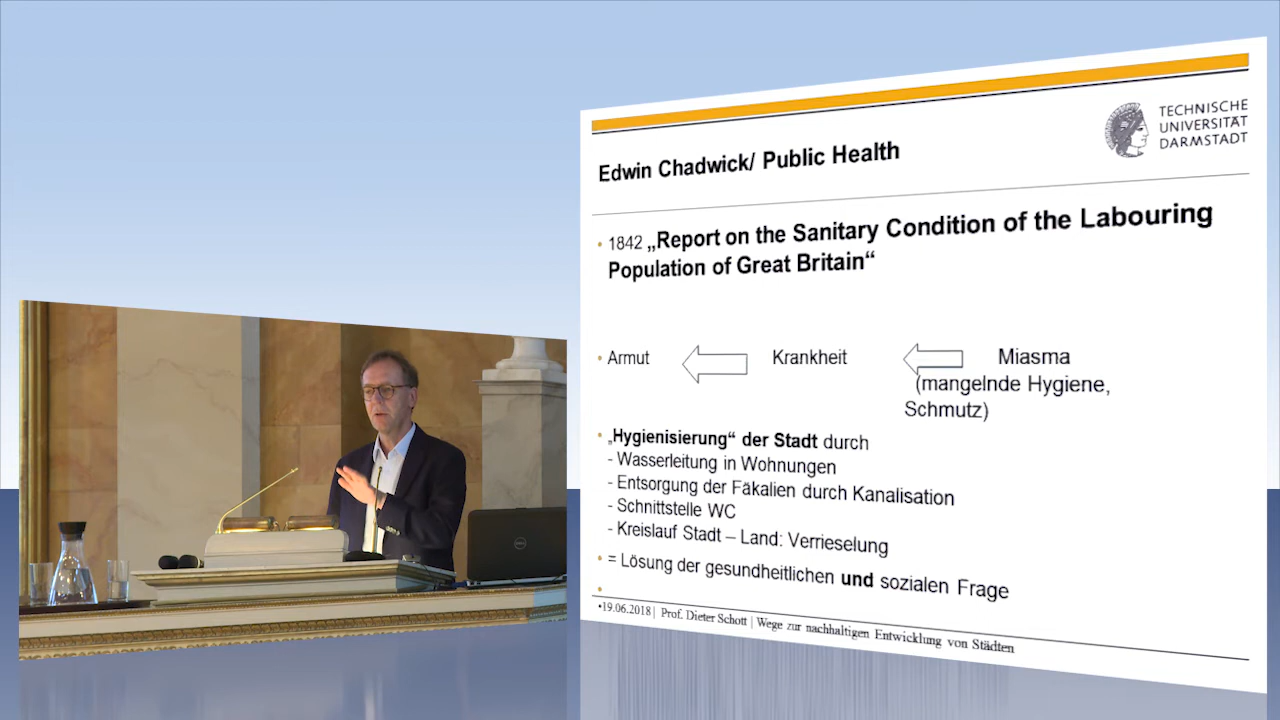 TECHNISCHE
UNIVERSITÄT
DARMSTADT
Edwin Chadwick/ Public Health
• 1842 „Report on the Sanitary Condition of the Labouring
Population of Great Britain“
• Armut Krankheit Miasma
(mangelnde Hygiene,
Schmutz)
• „Hygienisierung“ der Stadt durch
- Wasserleitung in Wohnungen
- Entsorgung der Fäkalien durch Kanalisation
- Schnittstelle WC
- Kreislauf Stadt – Land: Verrieselung
• = Lösung der gesundheitlichen und sozialen Frage
•
•19.06.2018 | Prof. Dieter Schott | Wege zur nachhaltigen Entwicklung von Städten
DELL